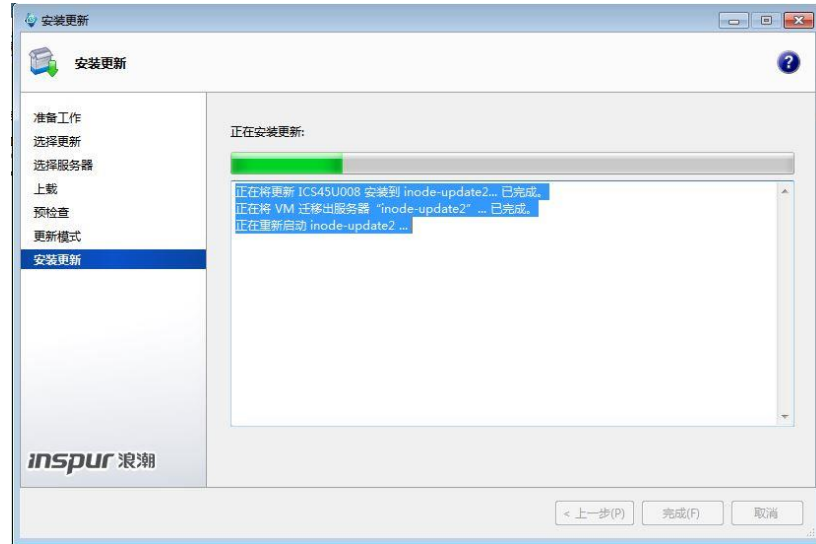 安装更新
安装更新
准备工作
选择更新
选择服务器
上载
预检查
更新模式
安装更新
正在安装更新:
正在将更新 ICS45U008 安装到 inode-update2... 已完成。
正在将 VM 迁移出服务器 “inode-update2” ... 已完成。
正在重新启动 inode-update2 ...
inspur 浪潮
< 上一步(P)
完成(F)
取消